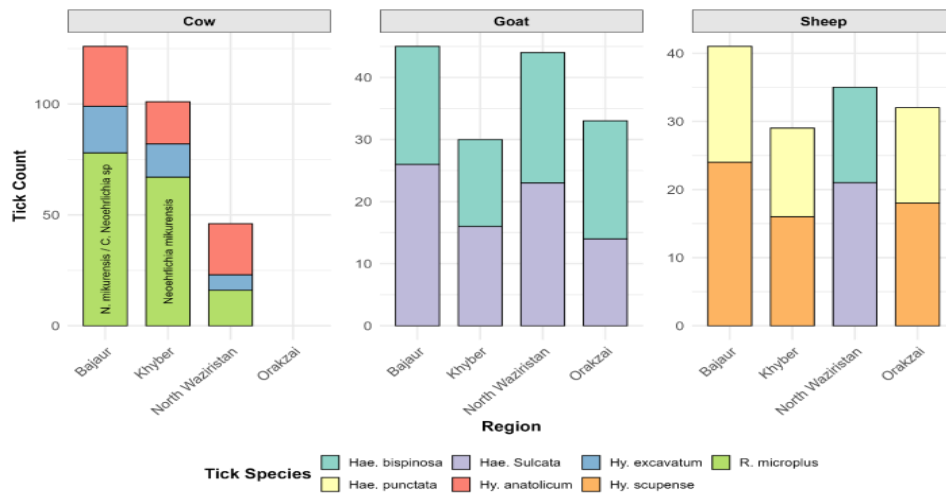 Cow
Goat
Sheep
Tick Count
100
50
0
N. mikurensis / C. Neoehrlichia sp
Neoehrlichia mikurensis
Bajaur
Khyber
North Waziristan
Orakzai
40
30
20
10
0
Bajaur
Khyber
North Waziristan
Orakzai
40
30
20
10
0
Bajaur
Khyber
North Waziristan
Orakzai
Region
Tick Species
Hae. bispinosa
Hae. Sulcata
Hy. excavatum
R. microplus
Hae. punctata
Hy. anatolicum
Hy. scupense